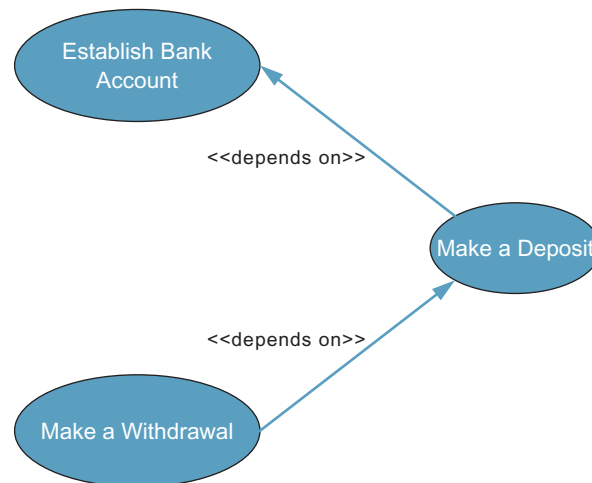 Establish Bank
Account
<<depends on>>
Make a Deposit
<<depends on>>
Make a Withdrawal